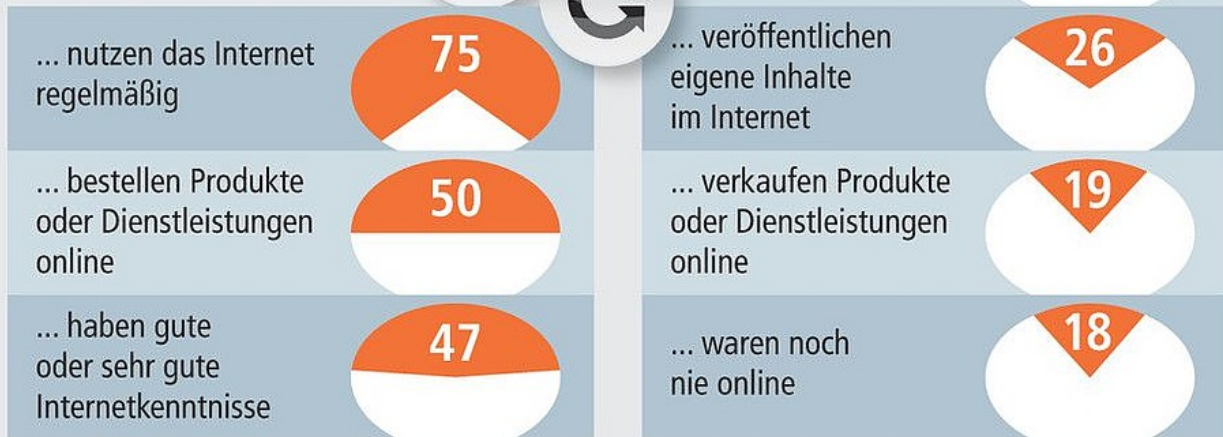 ... nutzen das Internet
regelmäßig
75
... bestellen Produkte
oder Dienstleistungen
online
50
... haben gute
oder sehr gute
Internetkenntnisse
47
... veröffentlichen
eigene Inhalte
im Internet
26
... verkaufen Produkte
oder Dienstleistungen
online
19
... waren noch
nie online
18